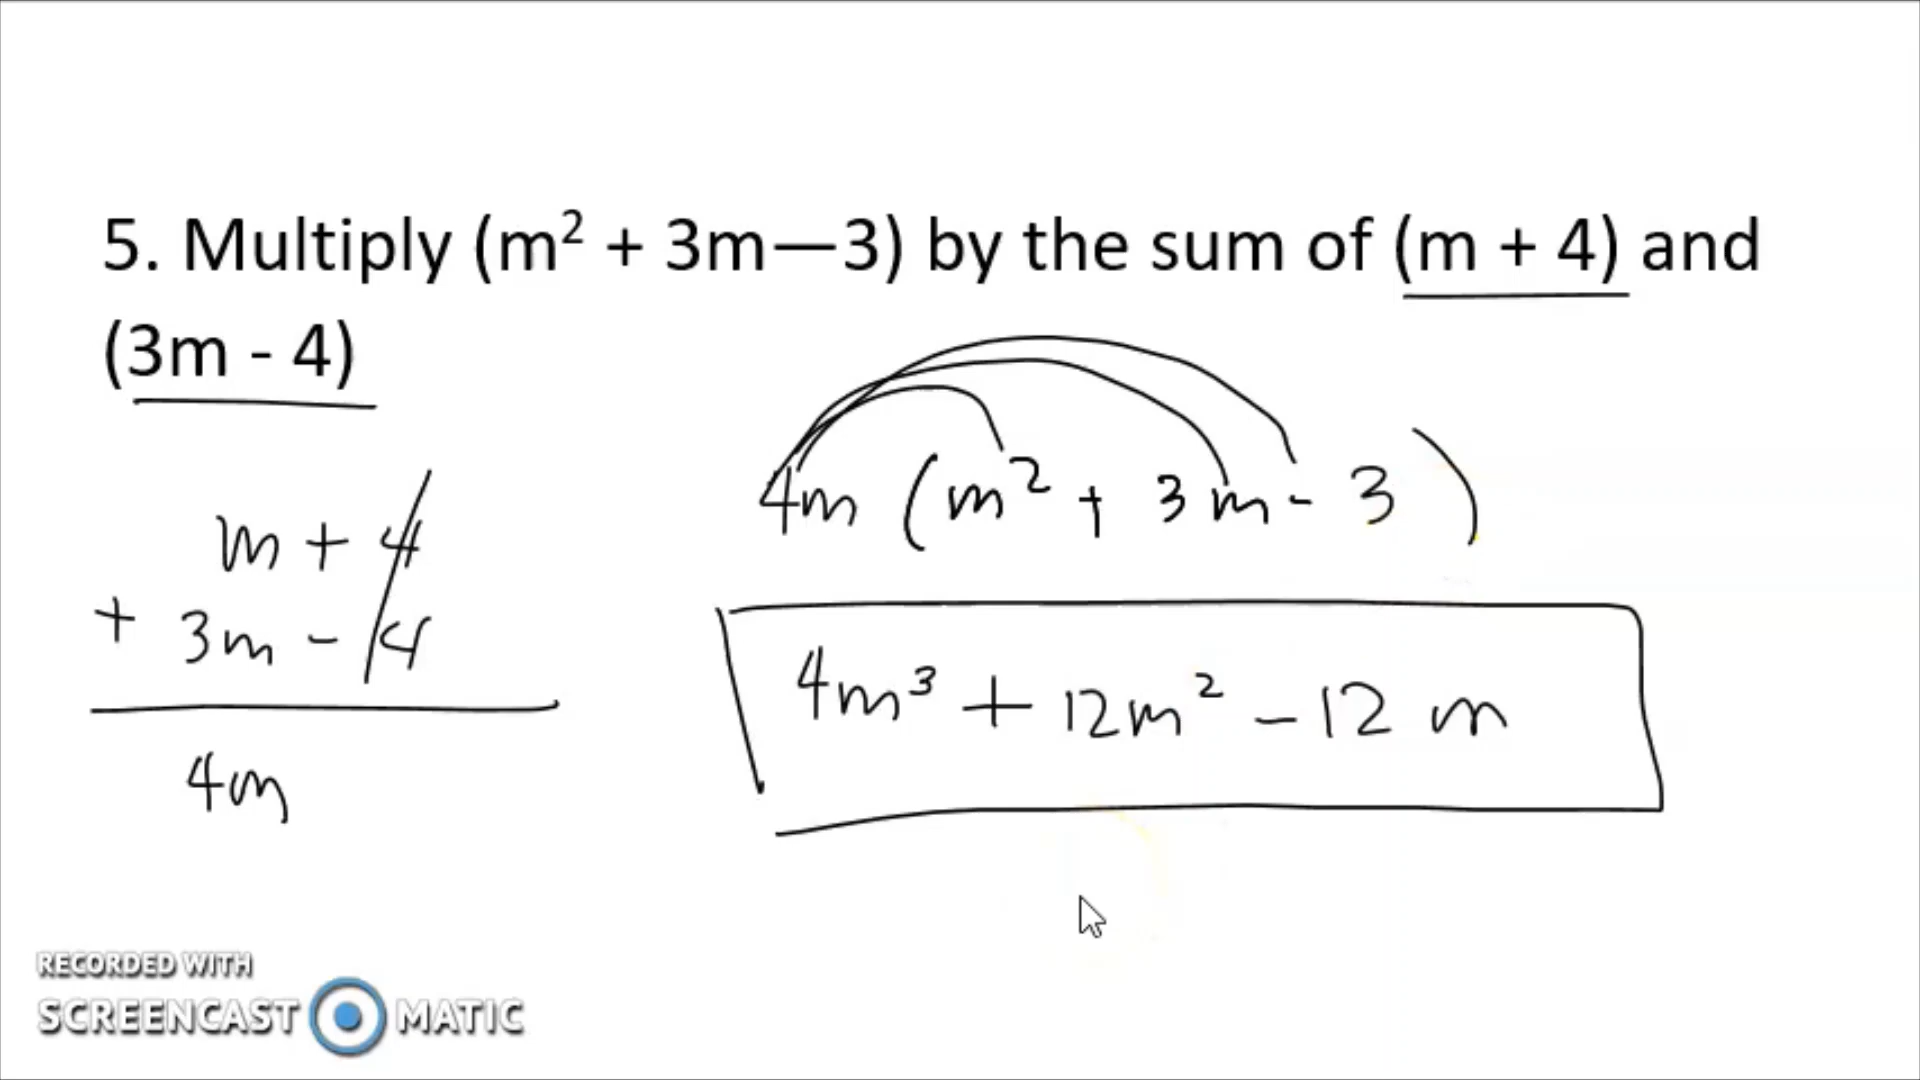 5. Multiply (m² + 3m—3) by the sum of (m + 4) and
(3m - 4)
4m (m² + 3m - 3)
m + 4
+ 3m - 4
4m
4m³ + 12m² - 12m
RECORDED WITH
SCREENCAST MATIC